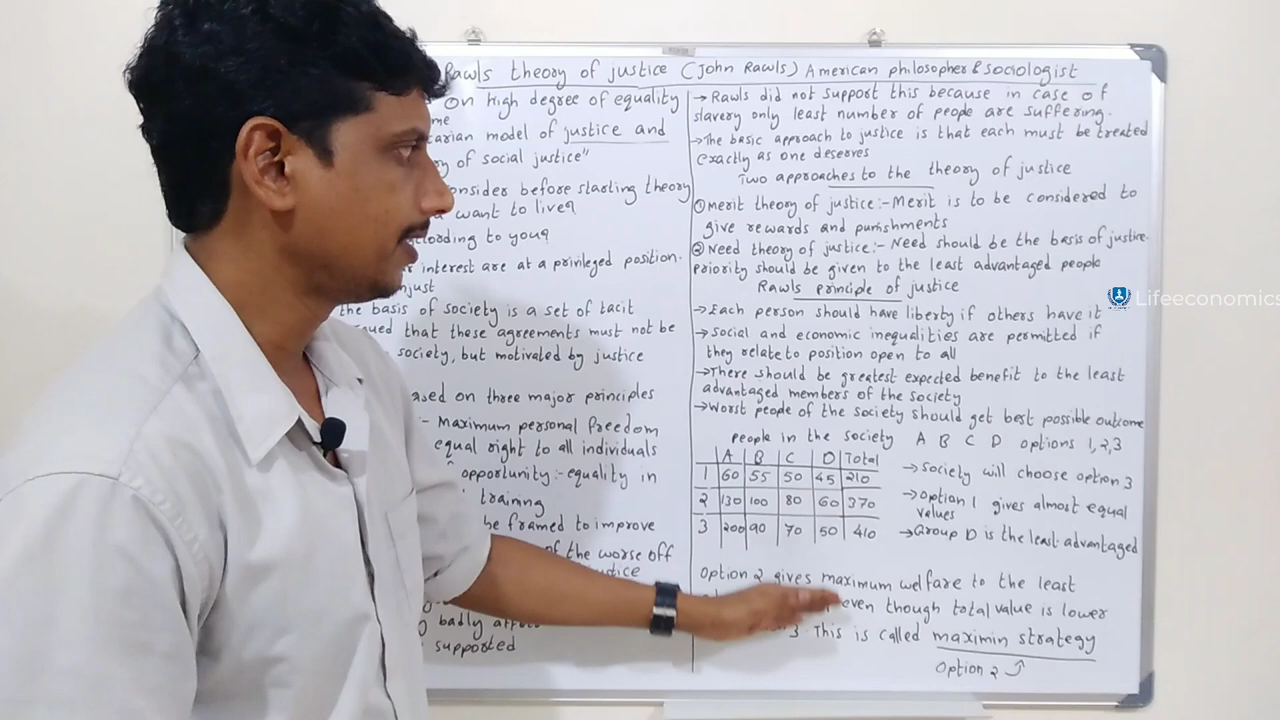 Rawls theory of justice (John Rawls) American philosopher & sociologist
on high degree of equality
me
arian model of justice and
y of social justice"
onsider before starting theory
want to live?
ccording to you?
interest are at a privileged position.
just
the basis of society is a set of tacit
gued that these agreements must not be
society, but motivated by justice
ased on three major principles
:- Maximum personal freedom
equal right to all individuals
opportunity:- equality in
training
be framed to improve
of the worse off
justice
badly affec
supported
→ Rawls did not support this because in case of
slavery only least number of people are suffering.
→ The basic approach to justice is that each must be treated
exactly as one deserves
Two approaches to the theory of justice
① Merit theory of justice:- Merit is to be considered to
give rewards and punishments
② Need theory of justice:- Need should be the basis of justice.
Priority should be given to the least advantaged people
Rawls principle of justice
→ Each person should have liberty if others have it
→ Social and economic inequalities are permitted if
they relate to position open to all
→ There should be greatest expected benefit to the least
advantaged members of the society
→ Worst people of the society should get best possible outcome
People in the society A B C D options 1,2,3
A B C D Total
1 60 55 50 45 210
2 130 100 80 60 370
3 200 90 70 50 410
→ Society will choose option 3
→ option 1 gives almost equal
values
→ Group D is the least advantaged
Option 2 gives maximum welfare to the least
even though total value is lower
3. This is called maximin strategy
Option 2
Lifeeconomics